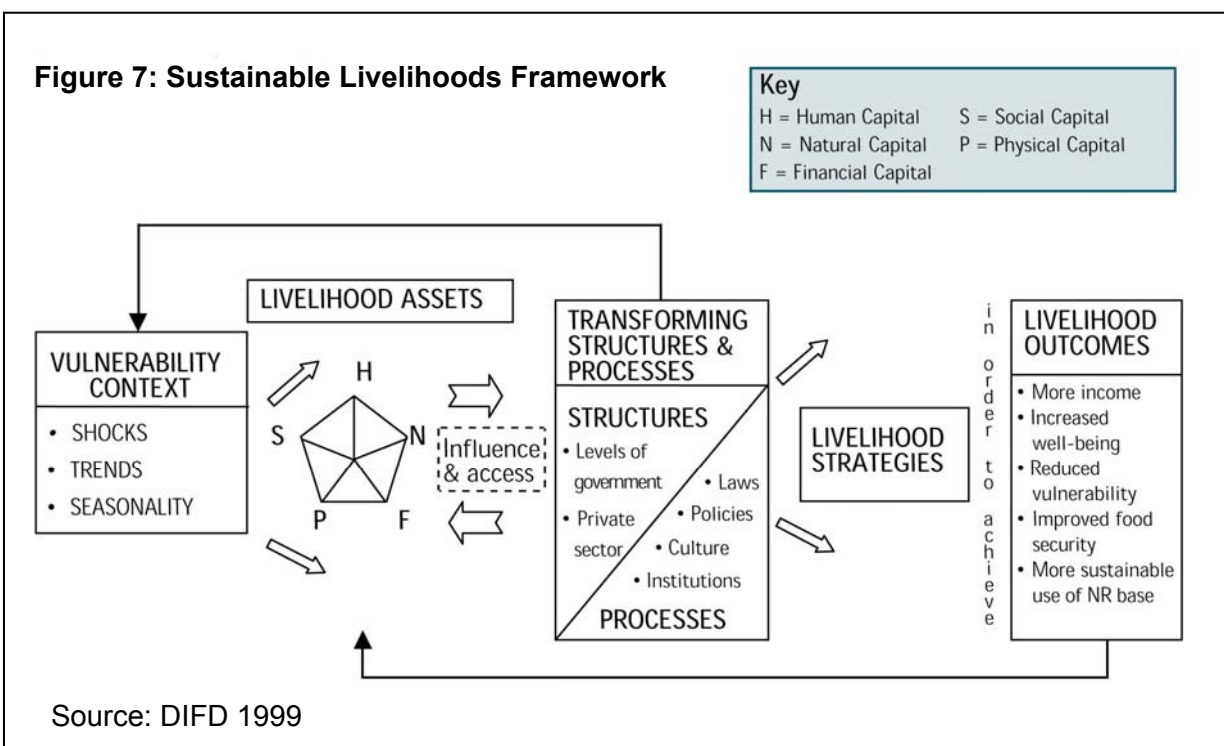 Figure 7: Sustainable Livelihoods Framework
Key
H = Human Capital S = Social Capital
N = Natural Capital P = Physical Capital
F = Financial Capital
LIVELIHOOD ASSETS
VULNERABILITY
CONTEXT
• SHOCKS
• TRENDS
• SEASONALITY
H
S
N
P
F
Influence
& access
TRANSFORMING
STRUCTURES &
PROCESSES
STRUCTURES
• Levels of
government
• Private
sector
• Laws
• Policies
• Culture
• Institutions
PROCESSES
LIVELIHOOD
STRATEGIES
in order to achieve
LIVELIHOOD
OUTCOMES
• More income
• Increased
well-being
• Reduced
vulnerability
• Improved food
security
• More sustainable
use of NR base
Source: DIFD 1999